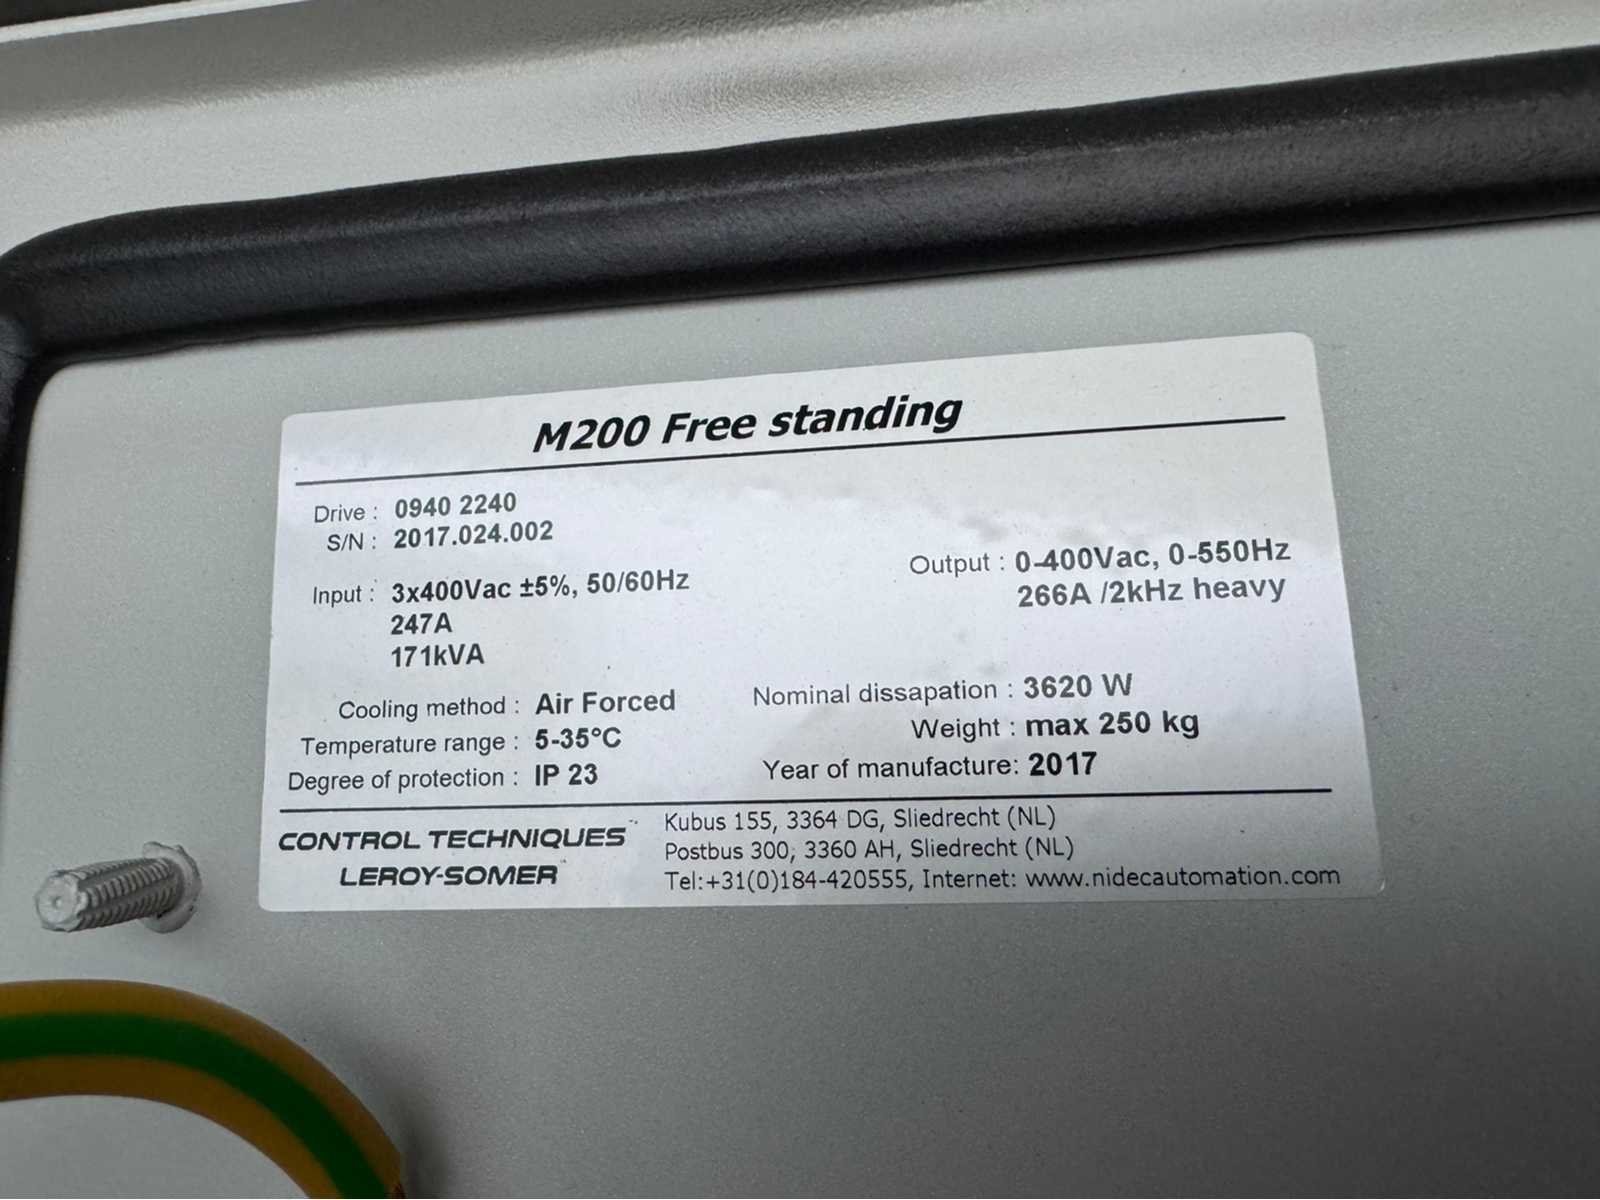 M200 Free standing
Drive : 0940 2240
S/N : 2017.024.002
Input : 3x400Vac ±5%, 50/60Hz
247A
171kVA
Output : 0-400Vac, 0-550Hz
266A /2kHz heavy
Cooling method : Air Forced
Temperature range : 5-35°C
Degree of protection : IP 23
Nominal dissapation : 3620 W
Weight : max 250 kg
Year of manufacture: 2017
CONTROL TECHNIQUES
LEROY-SOMER
Kubus 155, 3364 DG, Sliedrecht (NL)
Postbus 300, 3360 AH, Sliedrecht (NL)
Tel:+31(0)184-420555, Internet: www.nidecautomation.com